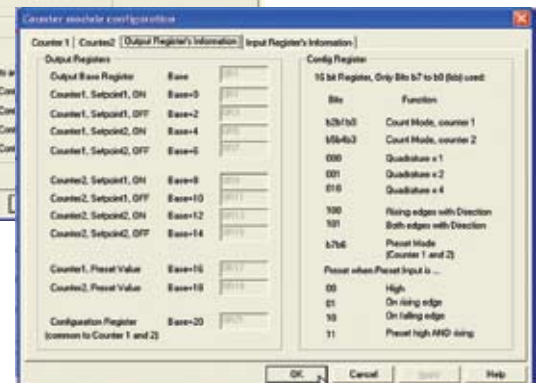 Counter module configuration
Counter 1 | Counter2 | Output Register's Information | Input Register's Information
Output Registers
Output Base Register Base
Counter1, Setpoint1, ON Base+0
Counter1, Setpoint1, OFF Base+2
Counter1, Setpoint2, ON Base+4
Counter1, Setpoint2, OFF Base+6
Counter2, Setpoint1, ON Base+8
Counter2, Setpoint1, OFF Base+10
Counter2, Setpoint2, ON Base+12
Counter2, Setpoint2, OFF Base+14
Counter1, Preset Value Base+16
Counter2, Preset Value Base+18
Configuration Register Base+20
(common to Counter 1 and 2)
Config Register
16 bit Register, Only Bits b7 to b0 (lsb) used:
Bits Function
b2b1b0 Count Mode, counter 1
b5b4b3 Count Mode, counter 2
000 Quadrature x 1
001 Quadrature x 2
010 Quadrature x 4
100 Rising edges with Direction
101 Both edges with Direction
b7b6 Preset Mode
(Counter 1 and 2)
Preset when Preset Input is ...
00 High
01 On rising edge
10 On falling edge
11 Preset high AND rising
OK Cancel Help